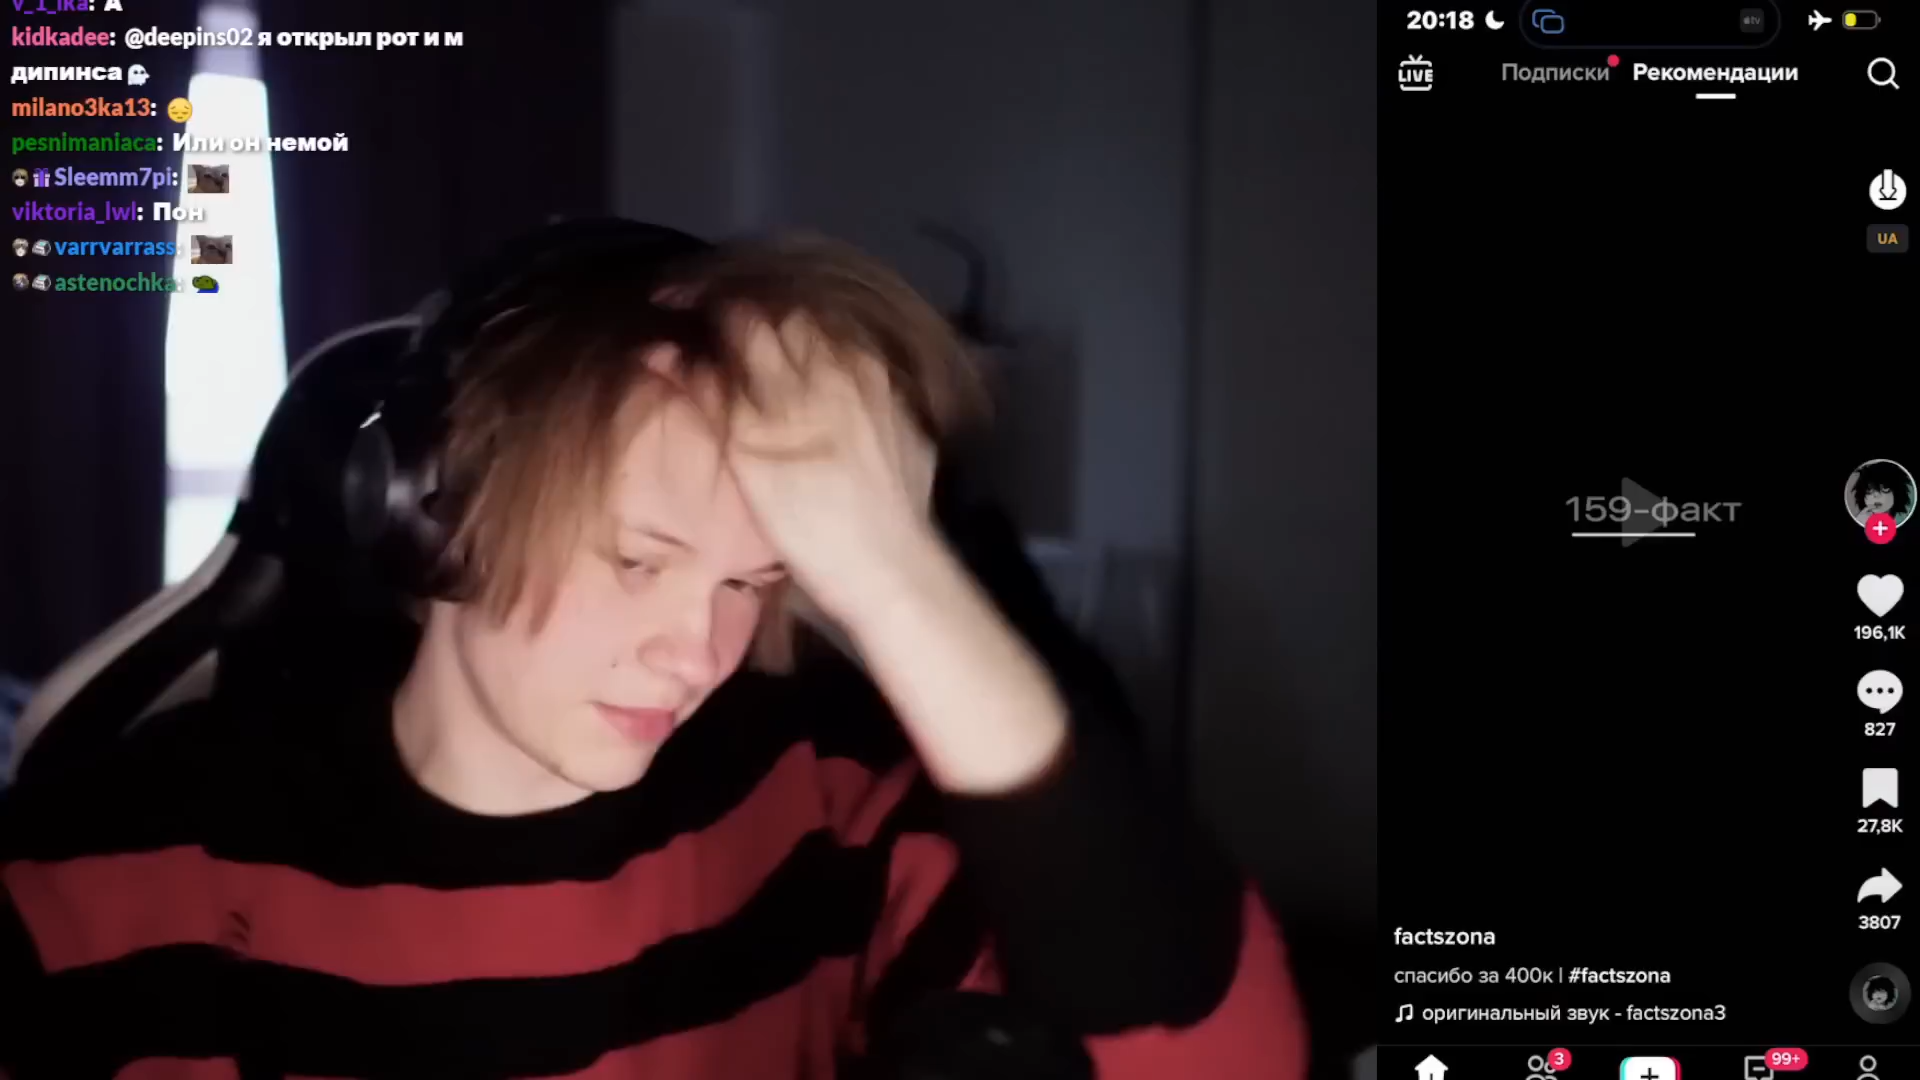 v_1_ika: А
kidkadee: @deepins02 я открыл рот и м
дипинса
milano3ka13:
pesnimaniaca: Или он немой
Sleemm7pi:
viktoria_lwl: Пон
varrvarrass:
astenochka:
20:18
tv
LIVE
Подписки
Рекомендации
UA
159-факт
196,1K
827
27,8K
3807
factszona
спасибо за 400к | #factszona
оригинальный звук - factszona3
3
99+